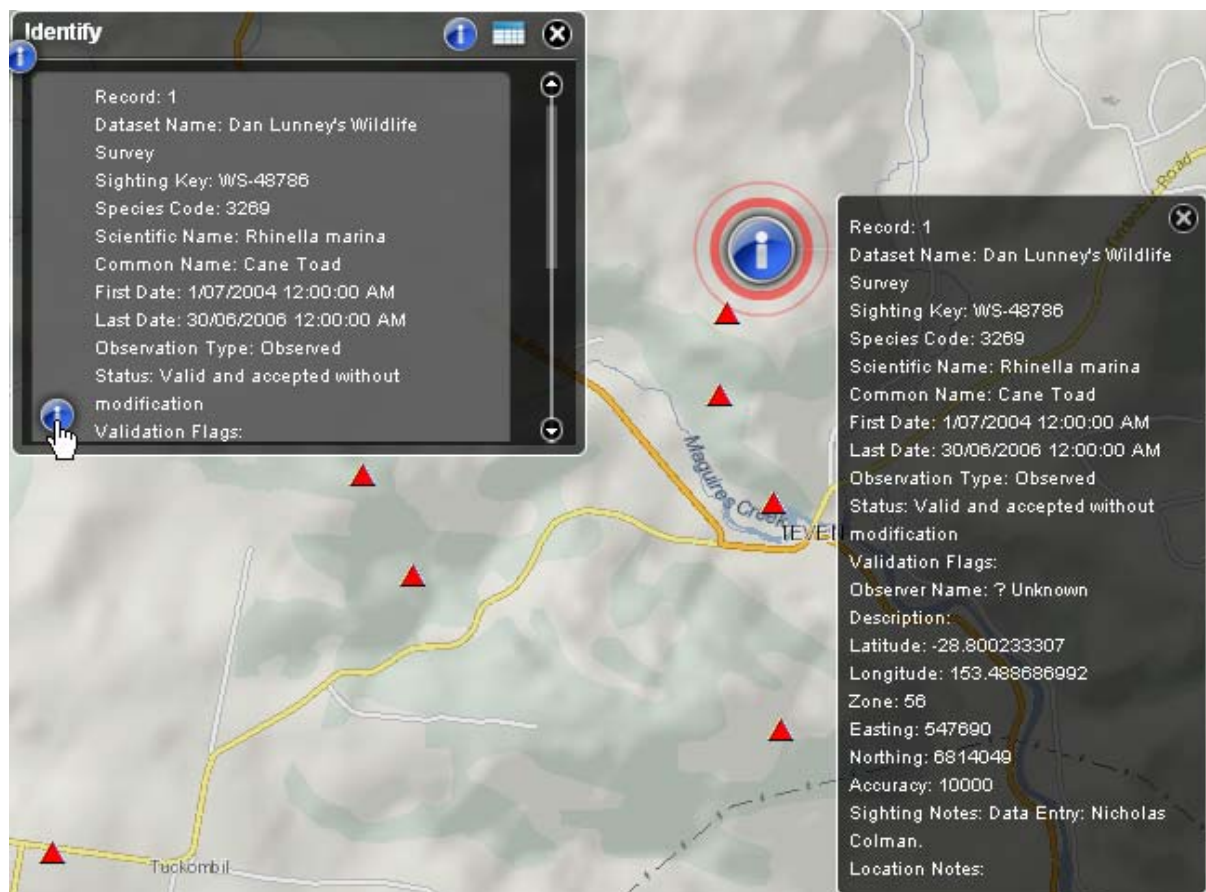 Identify
Record: 1
Dataset Name: Dan Lunney's Wildlife
Survey
Sighting Key: WS-48786
Species Code: 3269
Scientific Name: Rhinella marina
Common Name: Cane Toad
First Date: 1/07/2004 12:00:00 AM
Last Date: 30/06/2006 12:00:00 AM
Observation Type: Observed
Status: Valid and accepted without
modification
Validation Flags:
Record: 1
Dataset Name: Dan Lunney's Wildlife
Survey
Sighting Key: WS-48786
Species Code: 3269
Scientific Name: Rhinella marina
Common Name: Cane Toad
First Date: 1/07/2004 12:00:00 AM
Last Date: 30/06/2006 12:00:00 AM
Observation Type: Observed
Status: Valid and accepted without
modification
Validation Flags:
Observer Name: ? Unknown
Description:
Latitude: -28.800233307
Longitude: 153.488686992
Zone: 56
Easting: 547690
Northing: 6814049
Accuracy: 10000
Sighting Notes: Data Entry: Nicholas
Colman.
Location Notes:
Road
Maguires Creek
TEVEN
Tuckombil